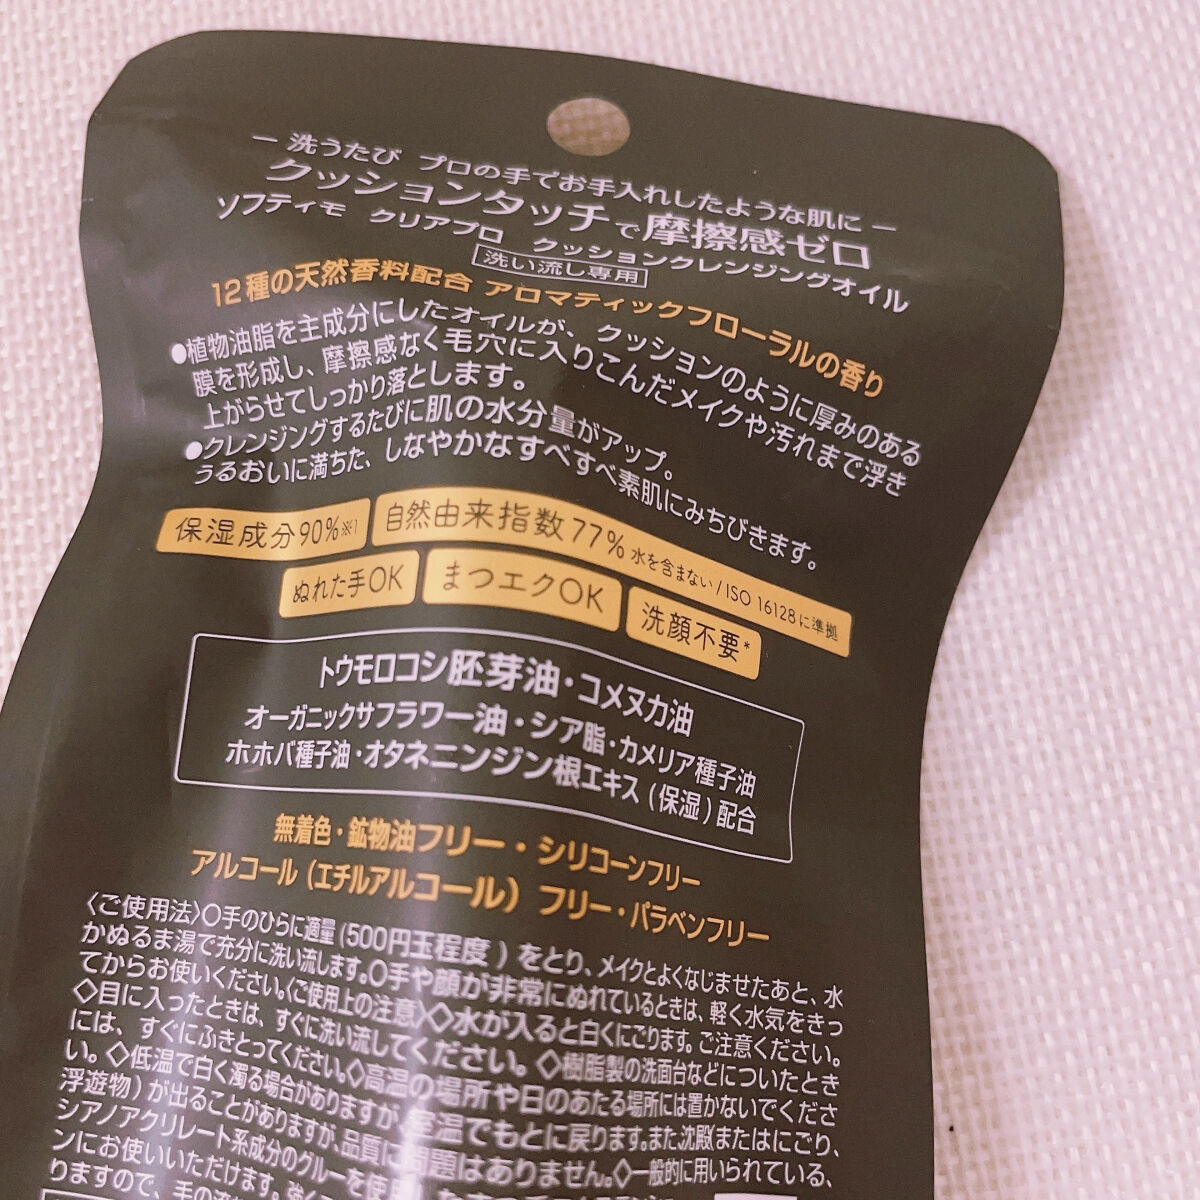 ― 洗うたび プロの手でお手入れしたような肌に ―
クッションタッチで摩擦感ゼロ
ソフティモ クリアプロ クッションクレンジングオイル
洗い流し専用
12種の天然香料配合 アロマティックフローラルの香り
●植物油脂を主成分にしたオイルが、クッションのように厚みのある
膜を形成し、摩擦感なく毛穴に入りこんだメイクや汚れまで浮き
上がらせてしっかり落とします。
●クレンジングするたびに肌の水分量がアップ。
うるおいに満ちた、しなやかなすべすべ素肌にみちびきます。
保湿成分90%※1 自然由来指数77% 水を含まない/ISO 16128に準拠
ぬれた手OK まつエクOK 洗顔不要*
トウモロコシ胚芽油・コメヌカ油
オーガニックサフラワー油・シア脂・カメリア種子油
ホホバ種子油・オタネニンジン根エキス(保湿)配合
無着色・鉱物油フリー・シリコーンフリー
アルコール(エチルアルコール)フリー・パラベンフリー
〈ご使用法〉○手のひらに適量(500円玉程度)をとり、メイクとよくなじませたあと、水
かぬるま湯で充分に洗い流します。○手や顔が非常にぬれているときは、軽く水気をきっ
てからお使いください。〈ご使用上の注意〉◇水が入ると白くにごります。ご注意ください。
◇目に入ったときは、すぐに洗い流してください。◇樹脂製の洗面台などについたとき
には、すぐにふきとってください。◇高温の場所や日のあたる場所には置かないでくださ
い。◇低温で白く濁る場合がありますが、室温でもとに戻ります。また、沈殿(またはにごり、
浮遊物)が出ることがありますが、品質に問題はありません。◇一般的に用いられている、
シアノアクリレート系成分のグルーを使
ンにお使いいただけます。強く
りますので、手の